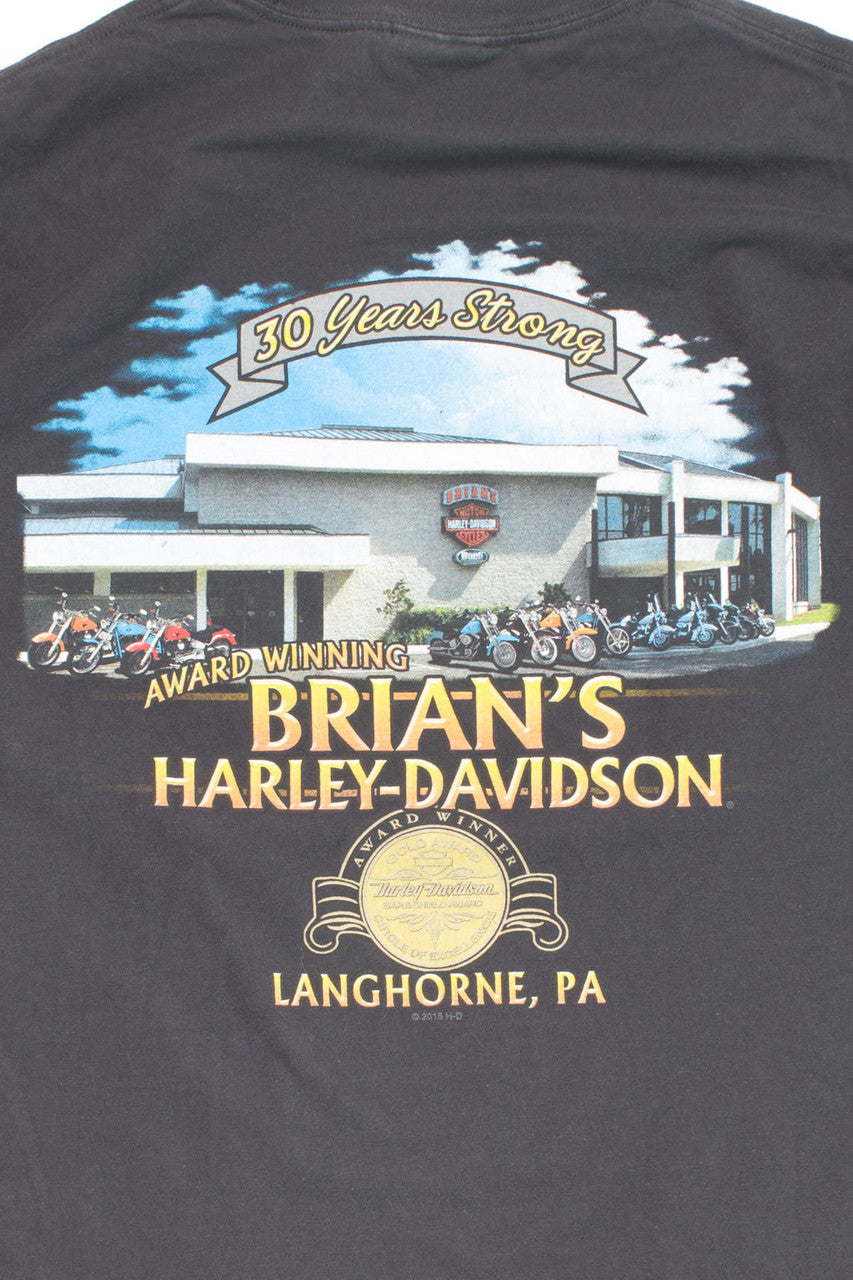 30 Years Strong
BRIAN'S
MOTOR
HARLEY-DAVIDSON
CYCLES
Buell
AWARD WINNING
BRIAN'S
HARLEY-DAVIDSON®
AWARD WINNER
GOLD AWARD
Harley-Davidson
BAR & SHIELD AWARD
CIRCLE OF EXCELLENCE
LANGHORNE, PA
© 2015 H-D